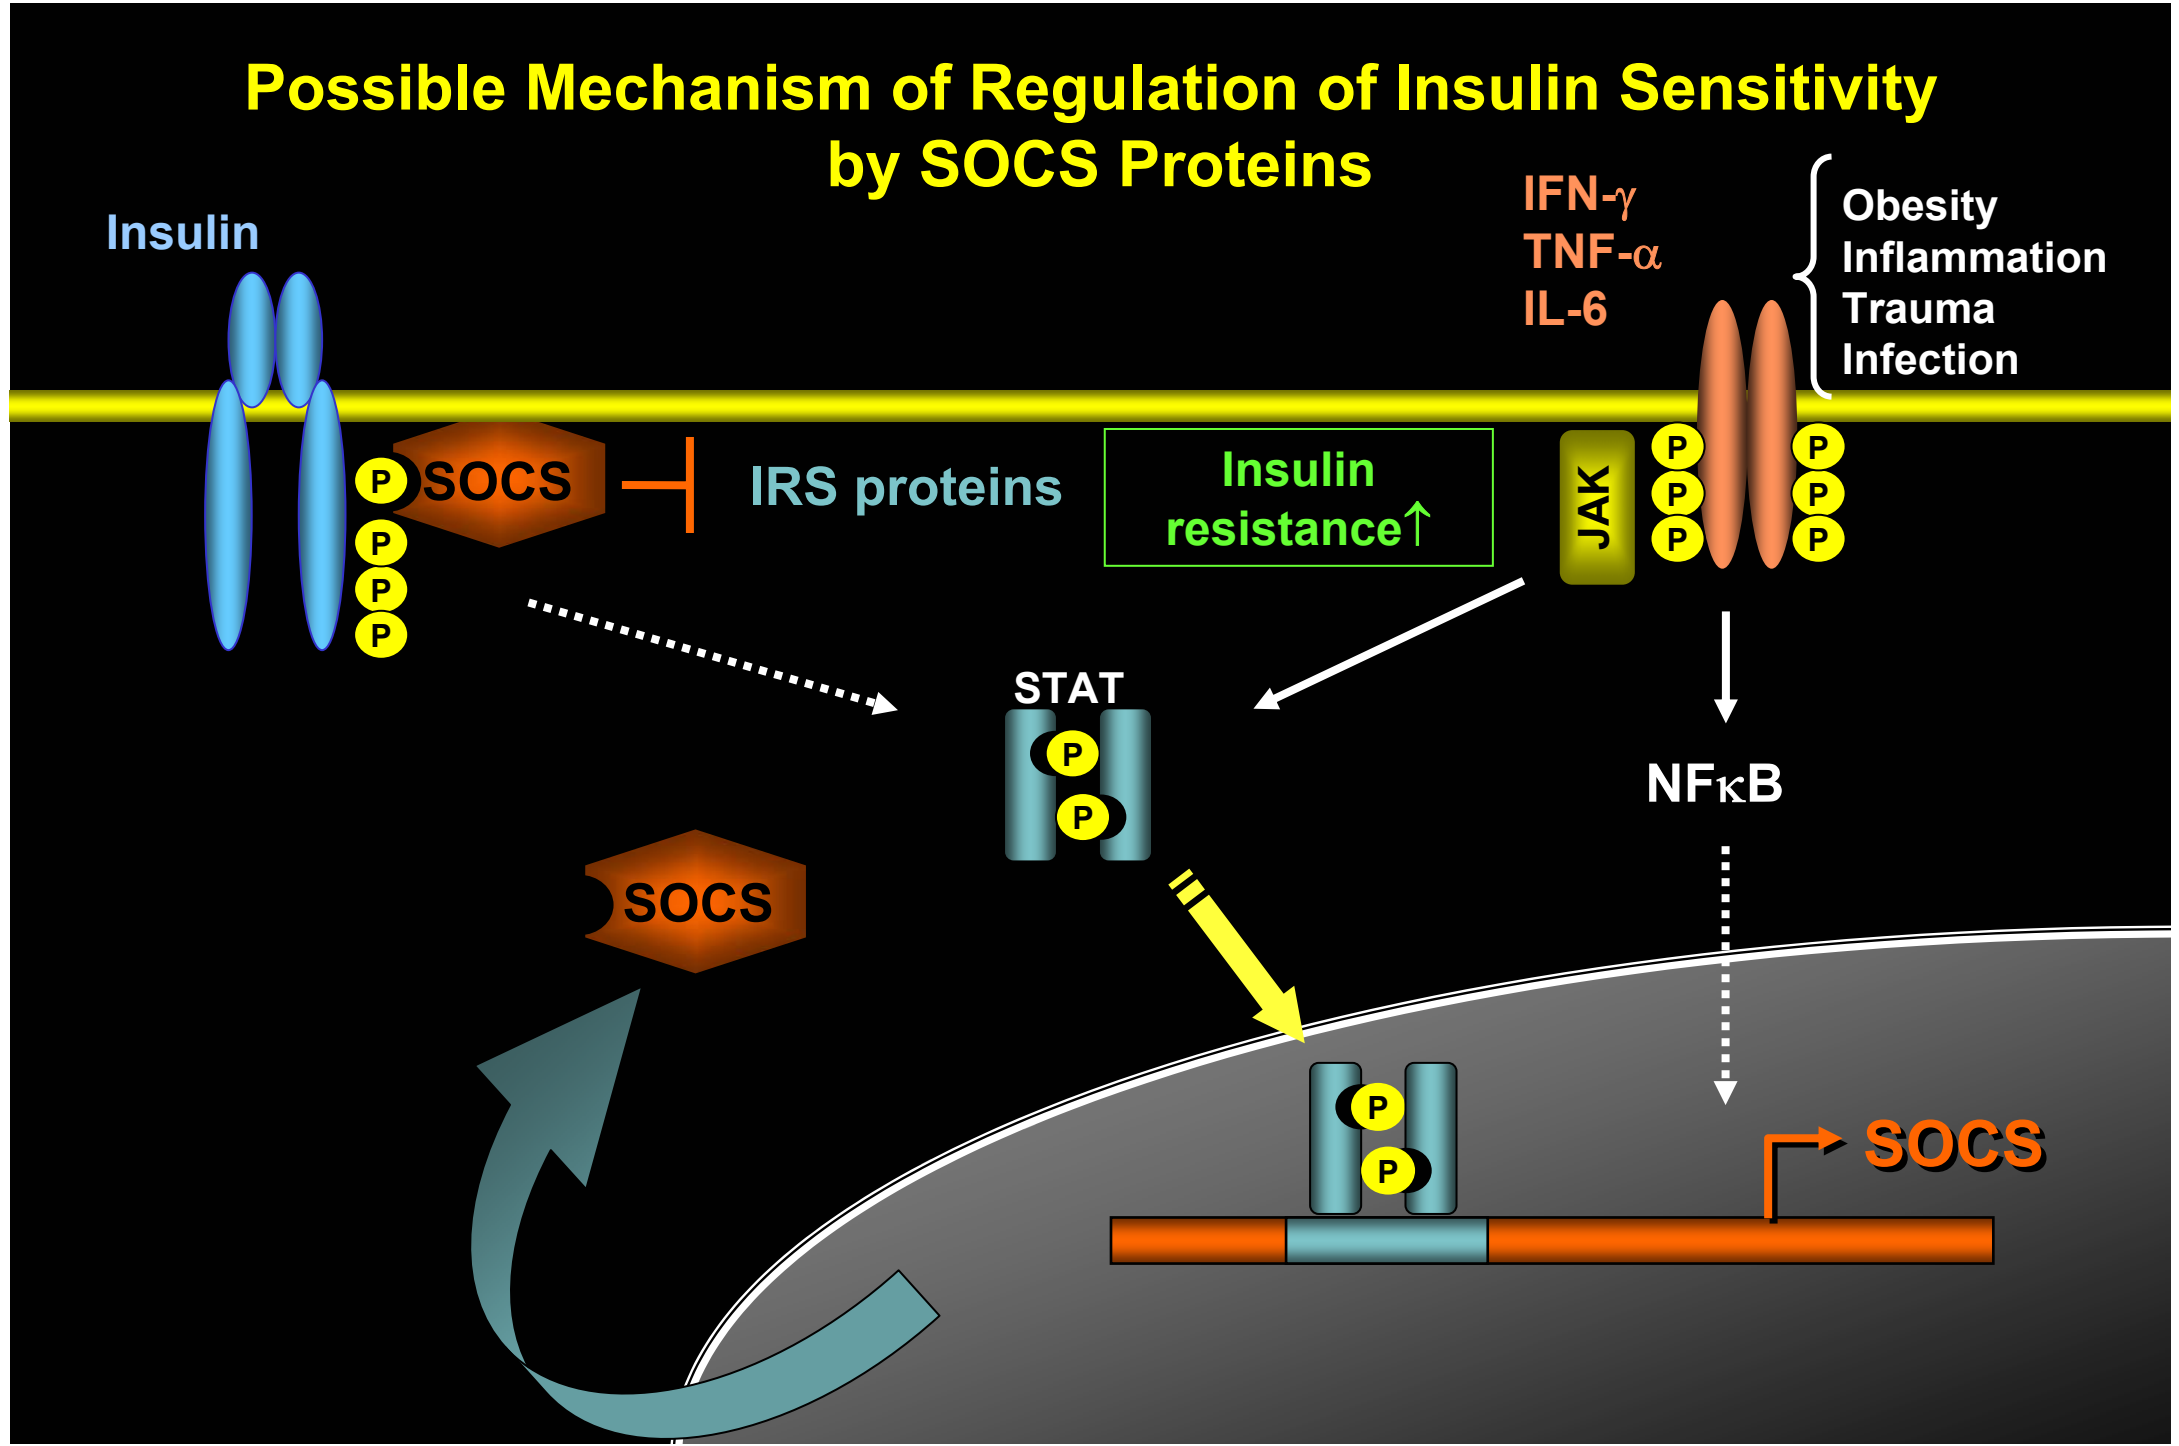 Possible Mechanism of Regulation of Insulin Sensitivity
by SOCS Proteins
Insulin
IFN-γ
TNF-α
IL-6
Obesity
Inflammation
Trauma
Infection
P
SOCS
P
P
P
IRS proteins
Insulin
resistance↑
JAK
P
P
P
P
P
P
STAT
P
P
NFκB
SOCS
P
P
SOCS